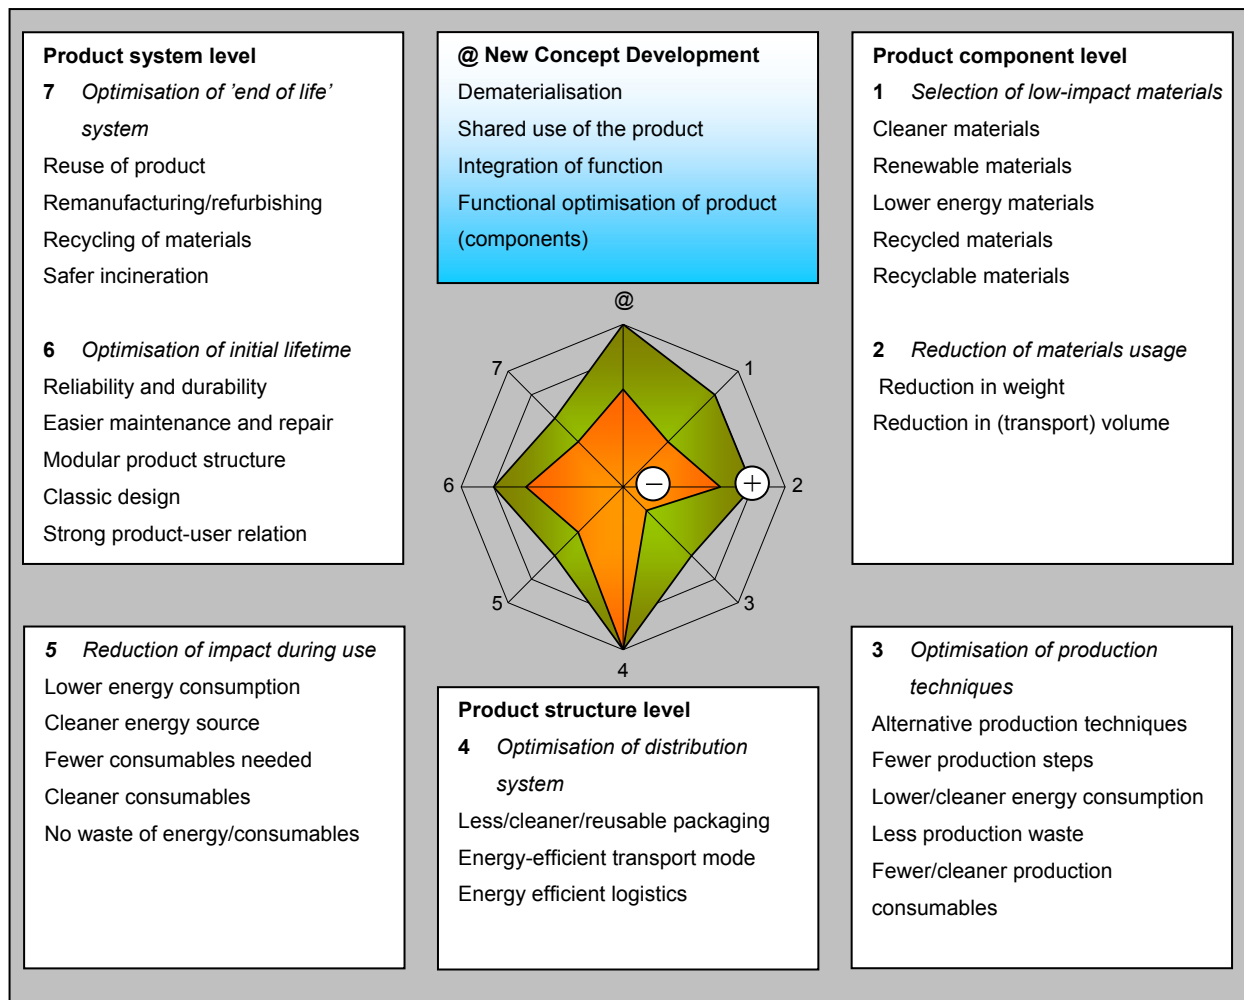 Product system level
7 Optimisation of ’end of life’
system
Reuse of product
Remanufacturing/refurbishing
Recycling of materials
Safer incineration
6 Optimisation of initial lifetime
Reliability and durability
Easier maintenance and repair
Modular product structure
Classic design
Strong product-user relation
@ New Concept Development
Dematerialisation
Shared use of the product
Integration of function
Functional optimisation of product
(components)
Product component level
1 Selection of low-impact materials
Cleaner materials
Renewable materials
Lower energy materials
Recycled materials
Recyclable materials
2 Reduction of materials usage
Reduction in weight
Reduction in (transport) volume
@
7
1
6
−
+
2
5
3
4
5 Reduction of impact during use
Lower energy consumption
Cleaner energy source
Fewer consumables needed
Cleaner consumables
No waste of energy/consumables
Product structure level
4 Optimisation of distribution
system
Less/cleaner/reusable packaging
Energy-efficient transport mode
Energy efficient logistics
3 Optimisation of production
techniques
Alternative production techniques
Fewer production steps
Lower/cleaner energy consumption
Less production waste
Fewer/cleaner production
consumables